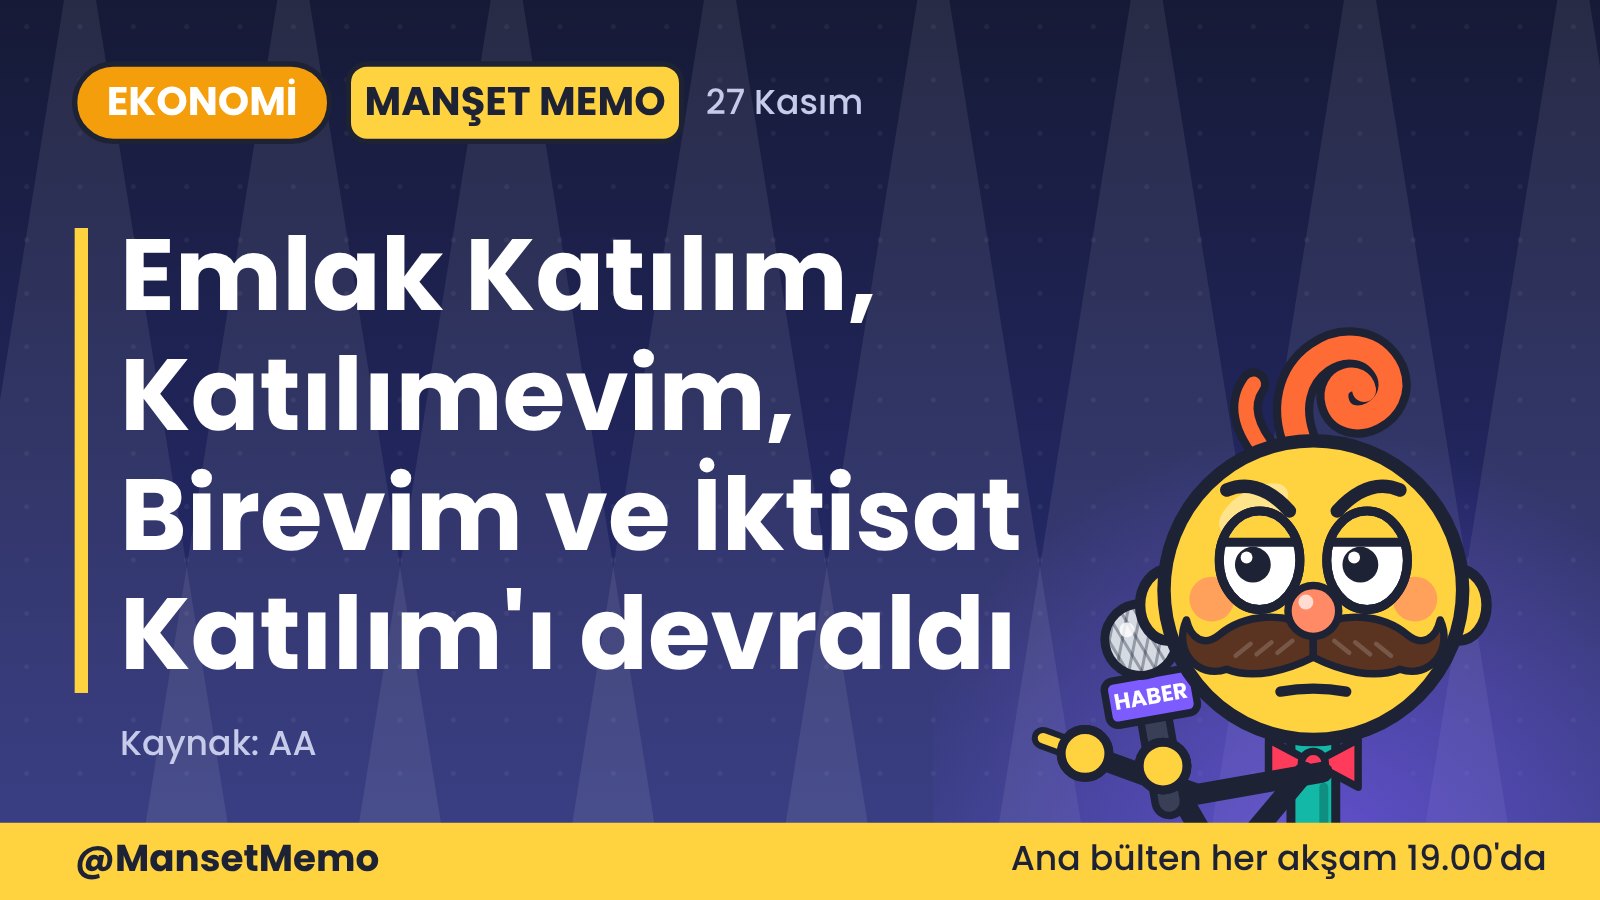 EKONOMİ
MANŞET MEMO
27 Kasım
Emlak Katılım,
Katılımevim,
Birevim ve İktisat
Katılım'ı devraldı
Kaynak: AA
HABER
@MansetMemo
Ana bülten her akşam 19.00'da